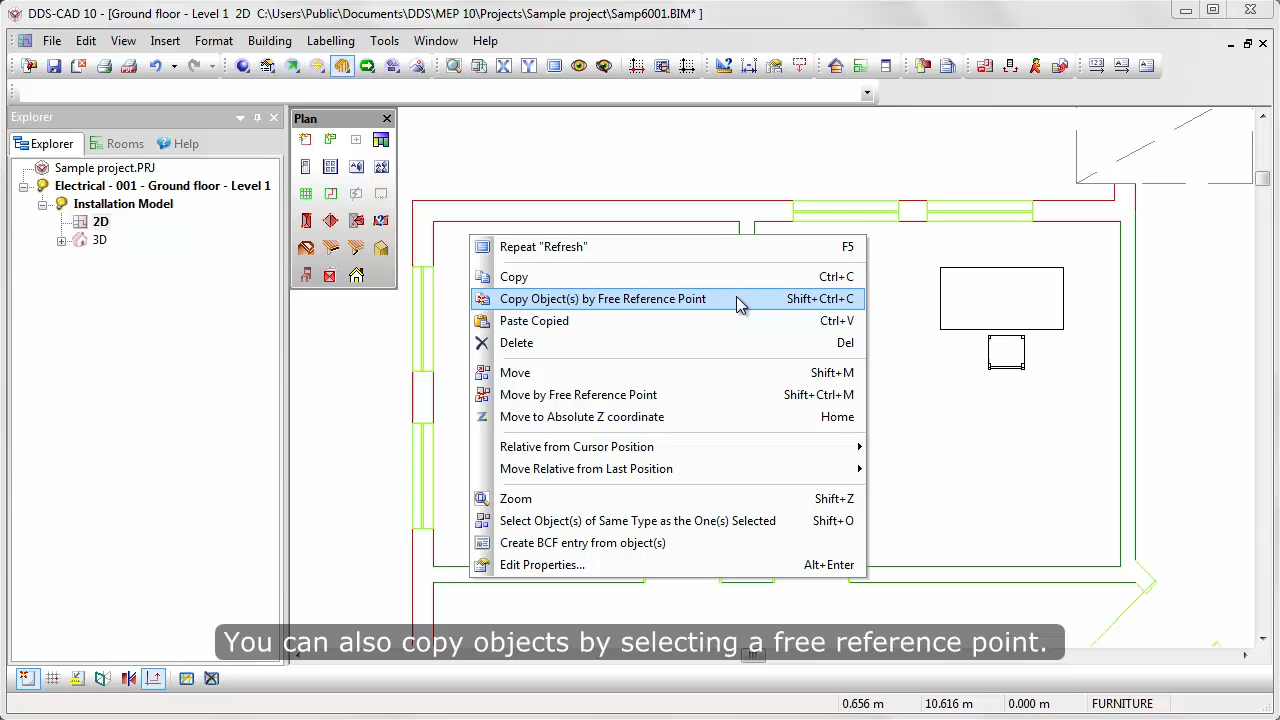 DDS-CAD 10 - [Ground floor - Level 1  2D  C:\Users\Public\Documents\DDS\MEP 10\Projects\Sample project\Samp6001.BIM*]
File Edit View Insert Format Building Labelling Tools Window Help
Explorer
Explorer Rooms Help
Sample project.PRJ
Electrical - 001 - Ground floor - Level 1
Installation Model
2D
3D
Plan
Repeat "Refresh" F5
Copy Ctrl+C
Copy Object(s) by Free Reference Point Shift+Ctrl+C
Paste Copied Ctrl+V
Delete Del
Move Shift+M
Move by Free Reference Point Shift+Ctrl+M
Move to Absolute Z coordinate Home
Relative from Cursor Position
Move Relative from Last Position
Zoom Shift+Z
Select Object(s) of Same Type as the One(s) Selected Shift+O
Create BCF entry from object(s)
Edit Properties... Alt+Enter
You can also copy objects by selecting a free reference point.
0.656 m 10.616 m 0.000 m FURNITURE